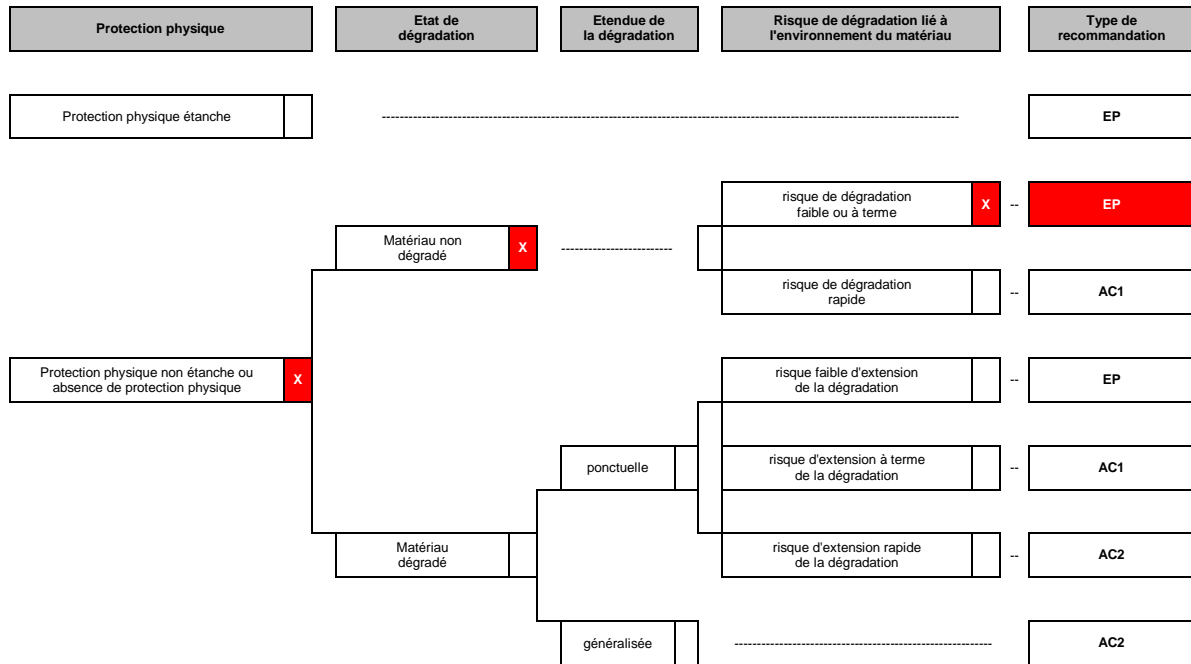 Protection physique
Etat de
dégradation
Etendue de
la dégradation
Risque de dégradation lié à
l'environnement du matériau
Type de
recommandation
Protection physique étanche
EP
risque de dégradation
faible ou à terme
X
--
EP
Matériau non
dégradé
X
risque de dégradation
rapide
--
AC1
Protection physique non étanche ou
absence de protection physique
X
risque faible d'extension
de la dégradation
--
EP
ponctuelle
risque d'extension à terme
de la dégradation
--
AC1
Matériau
dégradé
risque d'extension rapide
de la dégradation
--
AC2
généralisée
AC2